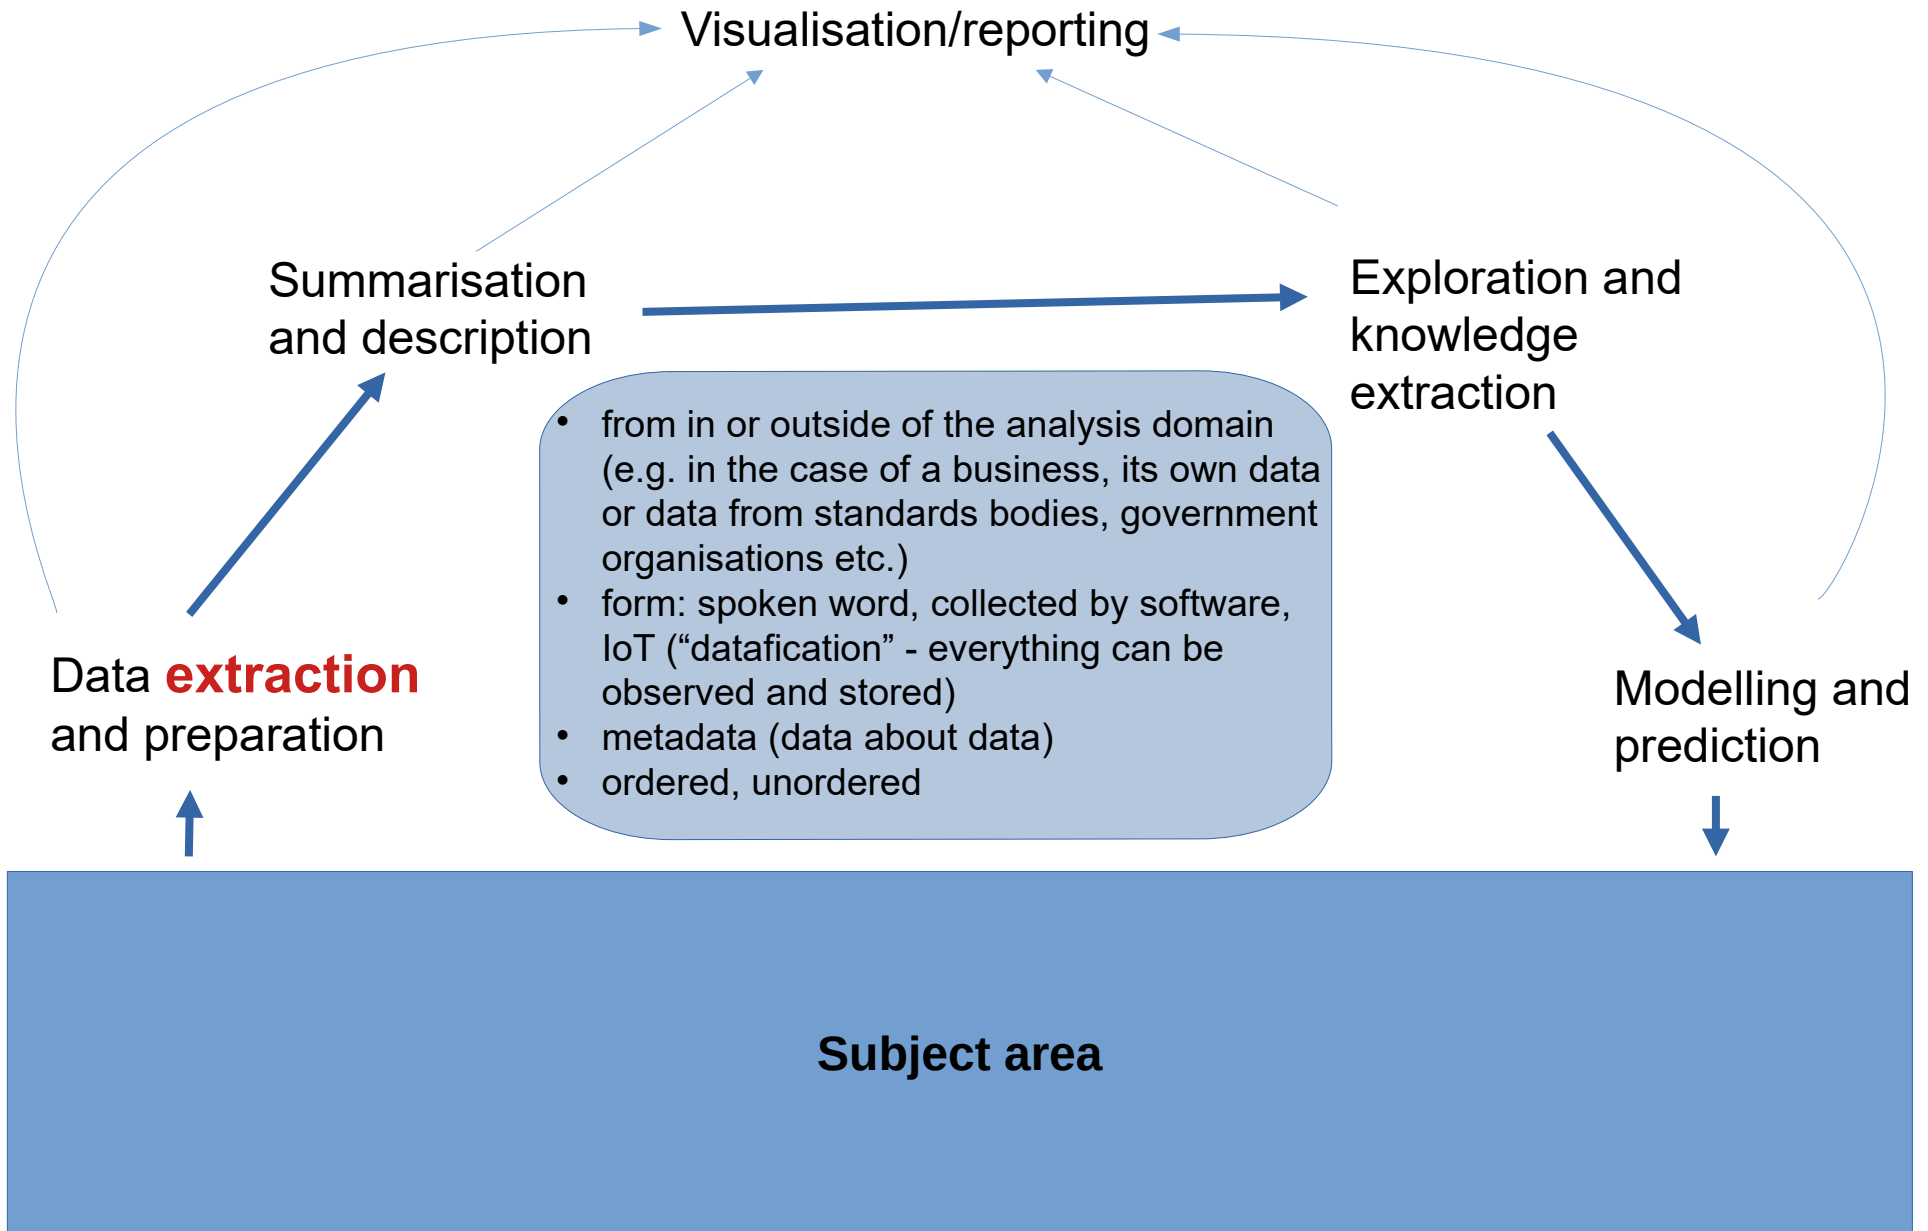 Visualisation/reporting
Summarisation
and description
Exploration and
knowledge
extraction
• from in or outside of the analysis domain
(e.g. in the case of a business, its own data
or data from standards bodies, government
organisations etc.)
• form: spoken word, collected by software,
IoT (“datafication” - everything can be
observed and stored)
• metadata (data about data)
• ordered, unordered
Data extraction
and preparation
Modelling and
prediction
Subject area